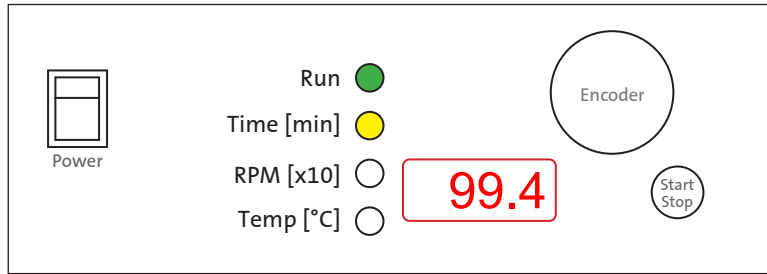 Run
Time [min]
RPM [x10]
Temp [°C]
Power
99.4
Encoder
Start
Stop